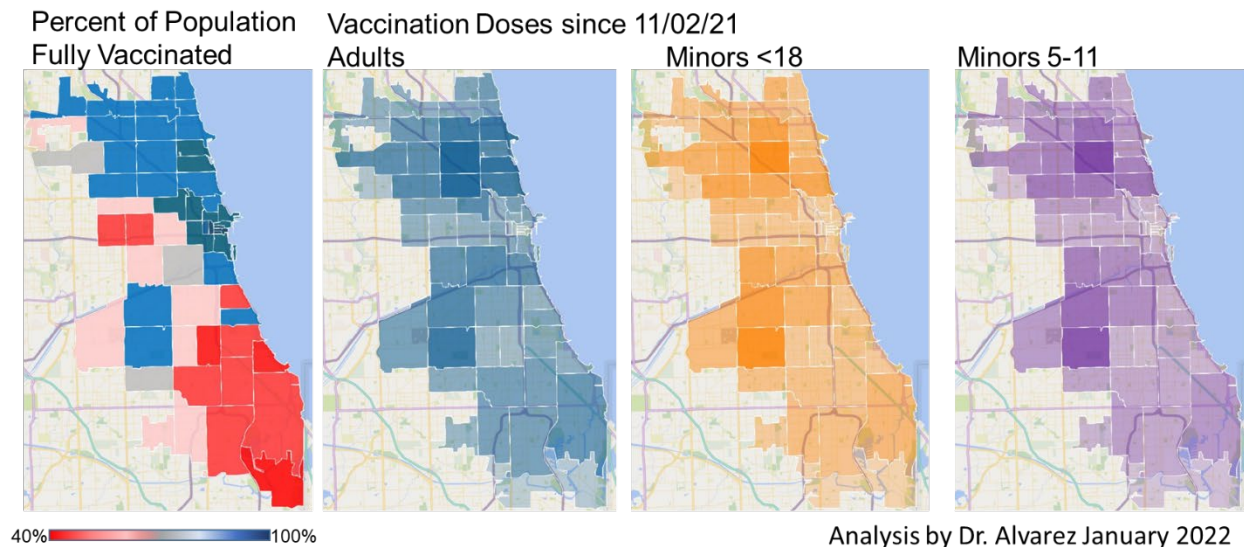 Percent of Population
Fully Vaccinated
Vaccination Doses since 11/02/21
Adults
Minors <18
Minors 5-11
40%
100%
Analysis by Dr. Alvarez January 2022